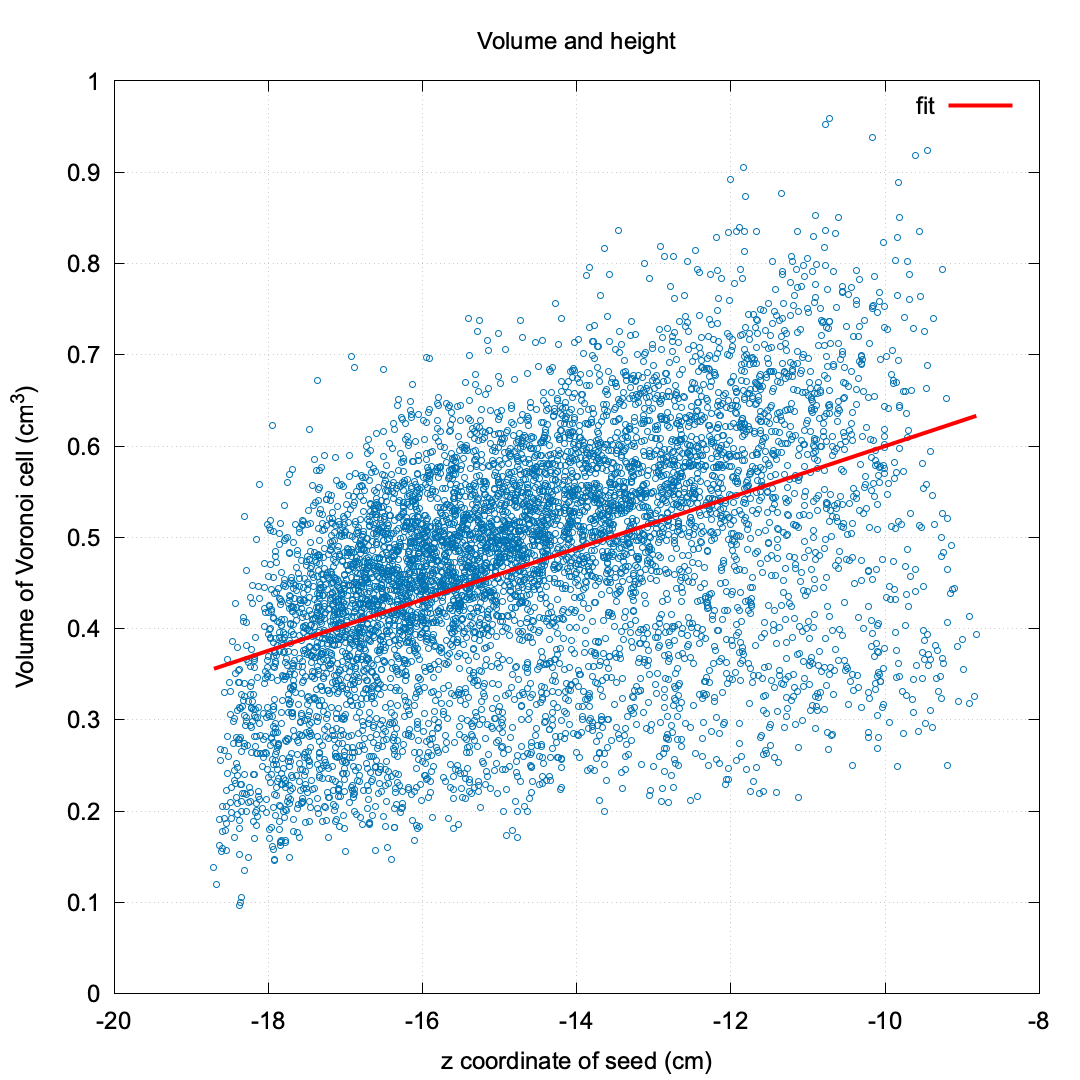 Volume and height
fit
1
0.9
0.8
0.7
0.6
0.5
0.4
0.3
0.2
0.1
0
Volume of Voronoi cell (cm³)
-20 -18 -16 -14 -12 -10 -8
z coordinate of seed (cm)